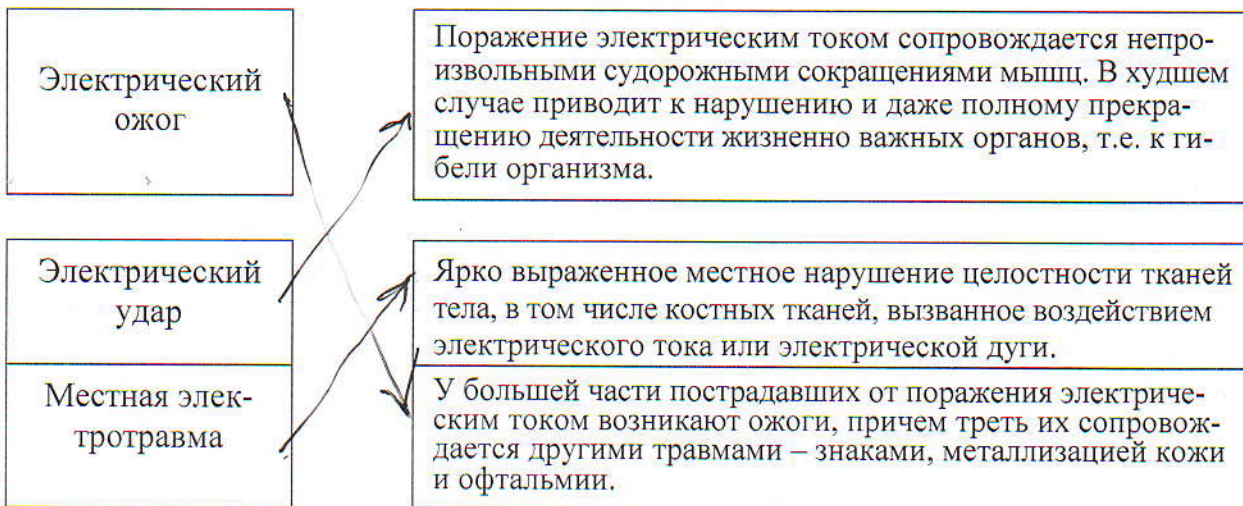 Электрический
ожог
Поражение электрическим током сопровождается непро-
извольными судорожными сокращениями мышц. В худшем
случае приводит к нарушению и даже полному прекра-
щению деятельности жизненно важных органов, т.е. к ги-
бели организма.
Электрический
удар
Ярко выраженное местное нарушение целостности тканей
тела, в том числе костных тканей, вызванное воздействием
электрического тока или электрической дуги.
Местная элек-
тротравма
У большей части пострадавших от поражения электриче-
ским током возникают ожоги, причем треть их сопровож-
дается другими травмами – знаками, металлизацией кожи
и офтальмии.